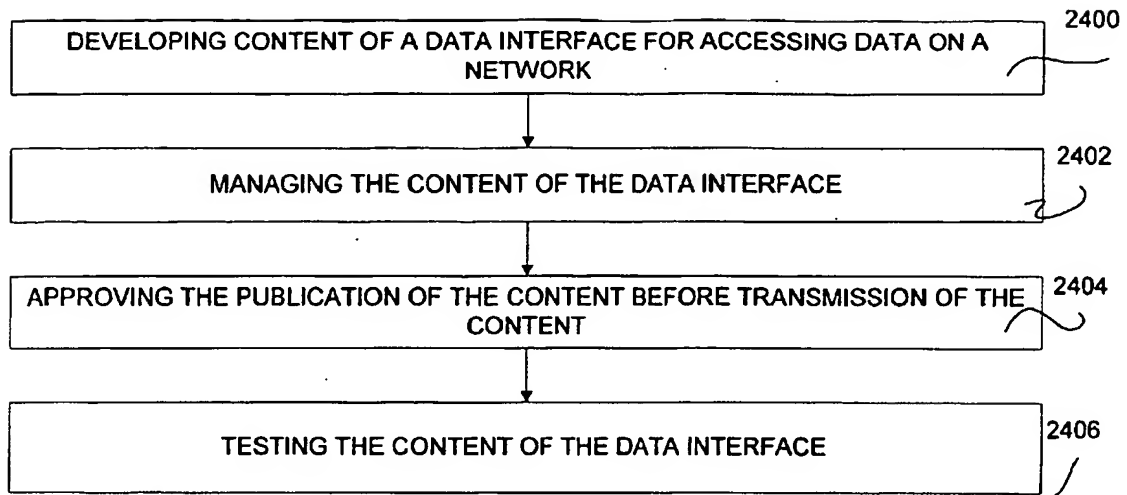 2400
DEVELOPING CONTENT OF A DATA INTERFACE FOR ACCESSING DATA ON A
NETWORK
2402
MANAGING THE CONTENT OF THE DATA INTERFACE
2404
APPROVING THE PUBLICATION OF THE CONTENT BEFORE TRANSMISSION OF THE
CONTENT
2406
TESTING THE CONTENT OF THE DATA INTERFACE